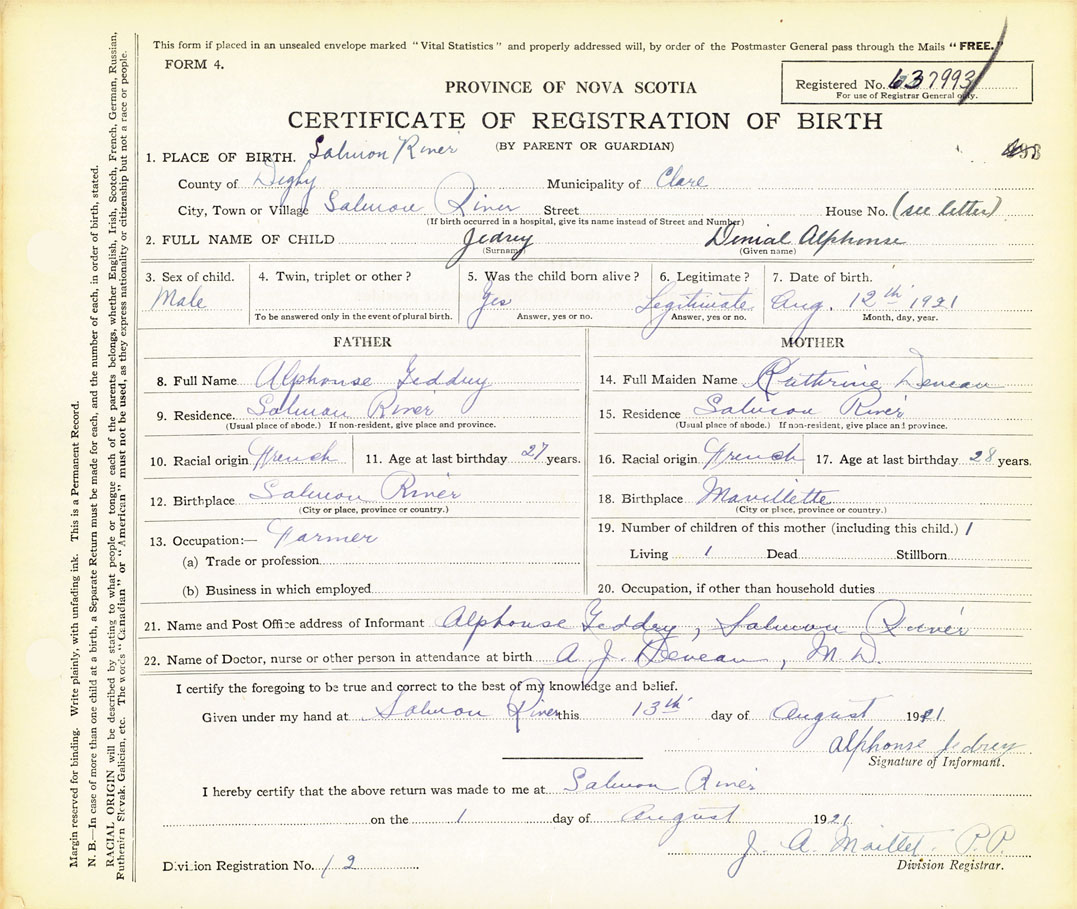 This form if placed in an unsealed envelope marked "Vital Statistics" and properly addressed will, by order of the Postmaster General pass through the Mails "FREE."
FORM 4.
Registered No. 637993
For use of Registrar General only.
PROVINCE OF NOVA SCOTIA
CERTIFICATE OF REGISTRATION OF BIRTH
(BY PARENT OR GUARDIAN)
1. PLACE OF BIRTH. Salmon River
County of Digby Municipality of Clare
City, Town or Village Salmon River Street House No. (see letter)
(If birth occurred in a hospital, give its name instead of Street and Number)
2. FULL NAME OF CHILD Jedrey Denial Alphonse
(Surname) (Given name)
3. Sex of child. 4. Twin, triplet or other? 5. Was the child born alive? 6. Legitimate? 7. Date of birth.
Male Yes Legitimate Aug. 12th 1921
To be answered only in the event of plural birth. Answer, yes or no. Answer, yes or no. Month, day, year.
FATHER
8. Full Name Alphonse Jeddry
9. Residence. Salmon River
(Usual place of abode.) If non-resident, give place and province.
10. Racial origin French 11. Age at last birthday 27 years.
12. Birthplace Salmon River
(City or place, province or country.)
13. Occupation:— Farmer
(a) Trade or profession
(b) Business in which employed
MOTHER
14. Full Maiden Name Kathrine Deveau
15. Residence Salmon River
(Usual place of abode.) If non-resident, give place and province.
16. Racial origin French 17. Age at last birthday 28 years.
18. Birthplace Mavillette
(City or place, province or country.)
19. Number of children of this mother (including this child.) 1
Living 1 Dead Stillborn
20. Occupation, if other than household duties
21. Name and Post Office address of Informant Alphonse Jeddry, Salmon River
22. Name of Doctor, nurse or other person in attendance at birth A. J. Deveau, M.D.
I certify the foregoing to be true and correct to the best of my knowledge and belief.
Given under my hand at Salmon River this 13th day of August 1921
Alphonse Jedrey
Signature of Informant.
I hereby certify that the above return was made to me at Salmon River
on the 1 day of August 1921
J. A. Maillet. P.P.
Division Registrar.
Division Registration No. 12
Margin reserved for binding. Write plainly, with unfading ink. This is a Permanent Record.
N. B.—In case of more than one child at a birth, a Separate Return must be made for each, and the number of each, in order of birth, stated.
RACIAL ORIGIN will be described by stating to what people or tongue each of the parents belongs, whether English, Irish, Scotch, French, German, Russian,
Ruthenian Slovak, Galician, etc. The words "Canadian" or "American" must not be used, as they express nationality or citizenship but not a race or people.